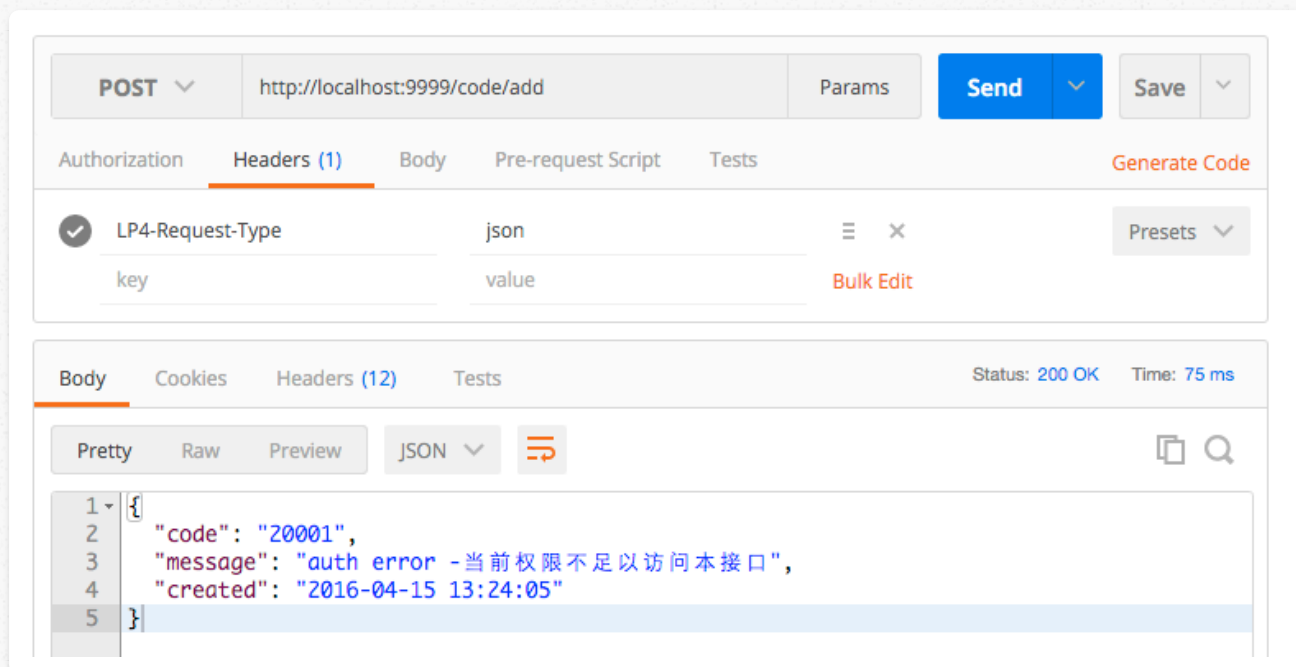 POST http://localhost:9999/code/add Params Send Save
Authorization Headers (1) Body Pre-request Script Tests Generate Code
LP4-Request-Type json Presets
key value Bulk Edit
Body Cookies Headers (12) Tests Status: 200 OK Time: 75 ms
Pretty Raw Preview JSON
1 {
2 "code": "20001",
3 "message": "auth error -当前权限不足以访问本接口",
4 "created": "2016-04-15 13:24:05"
5 }